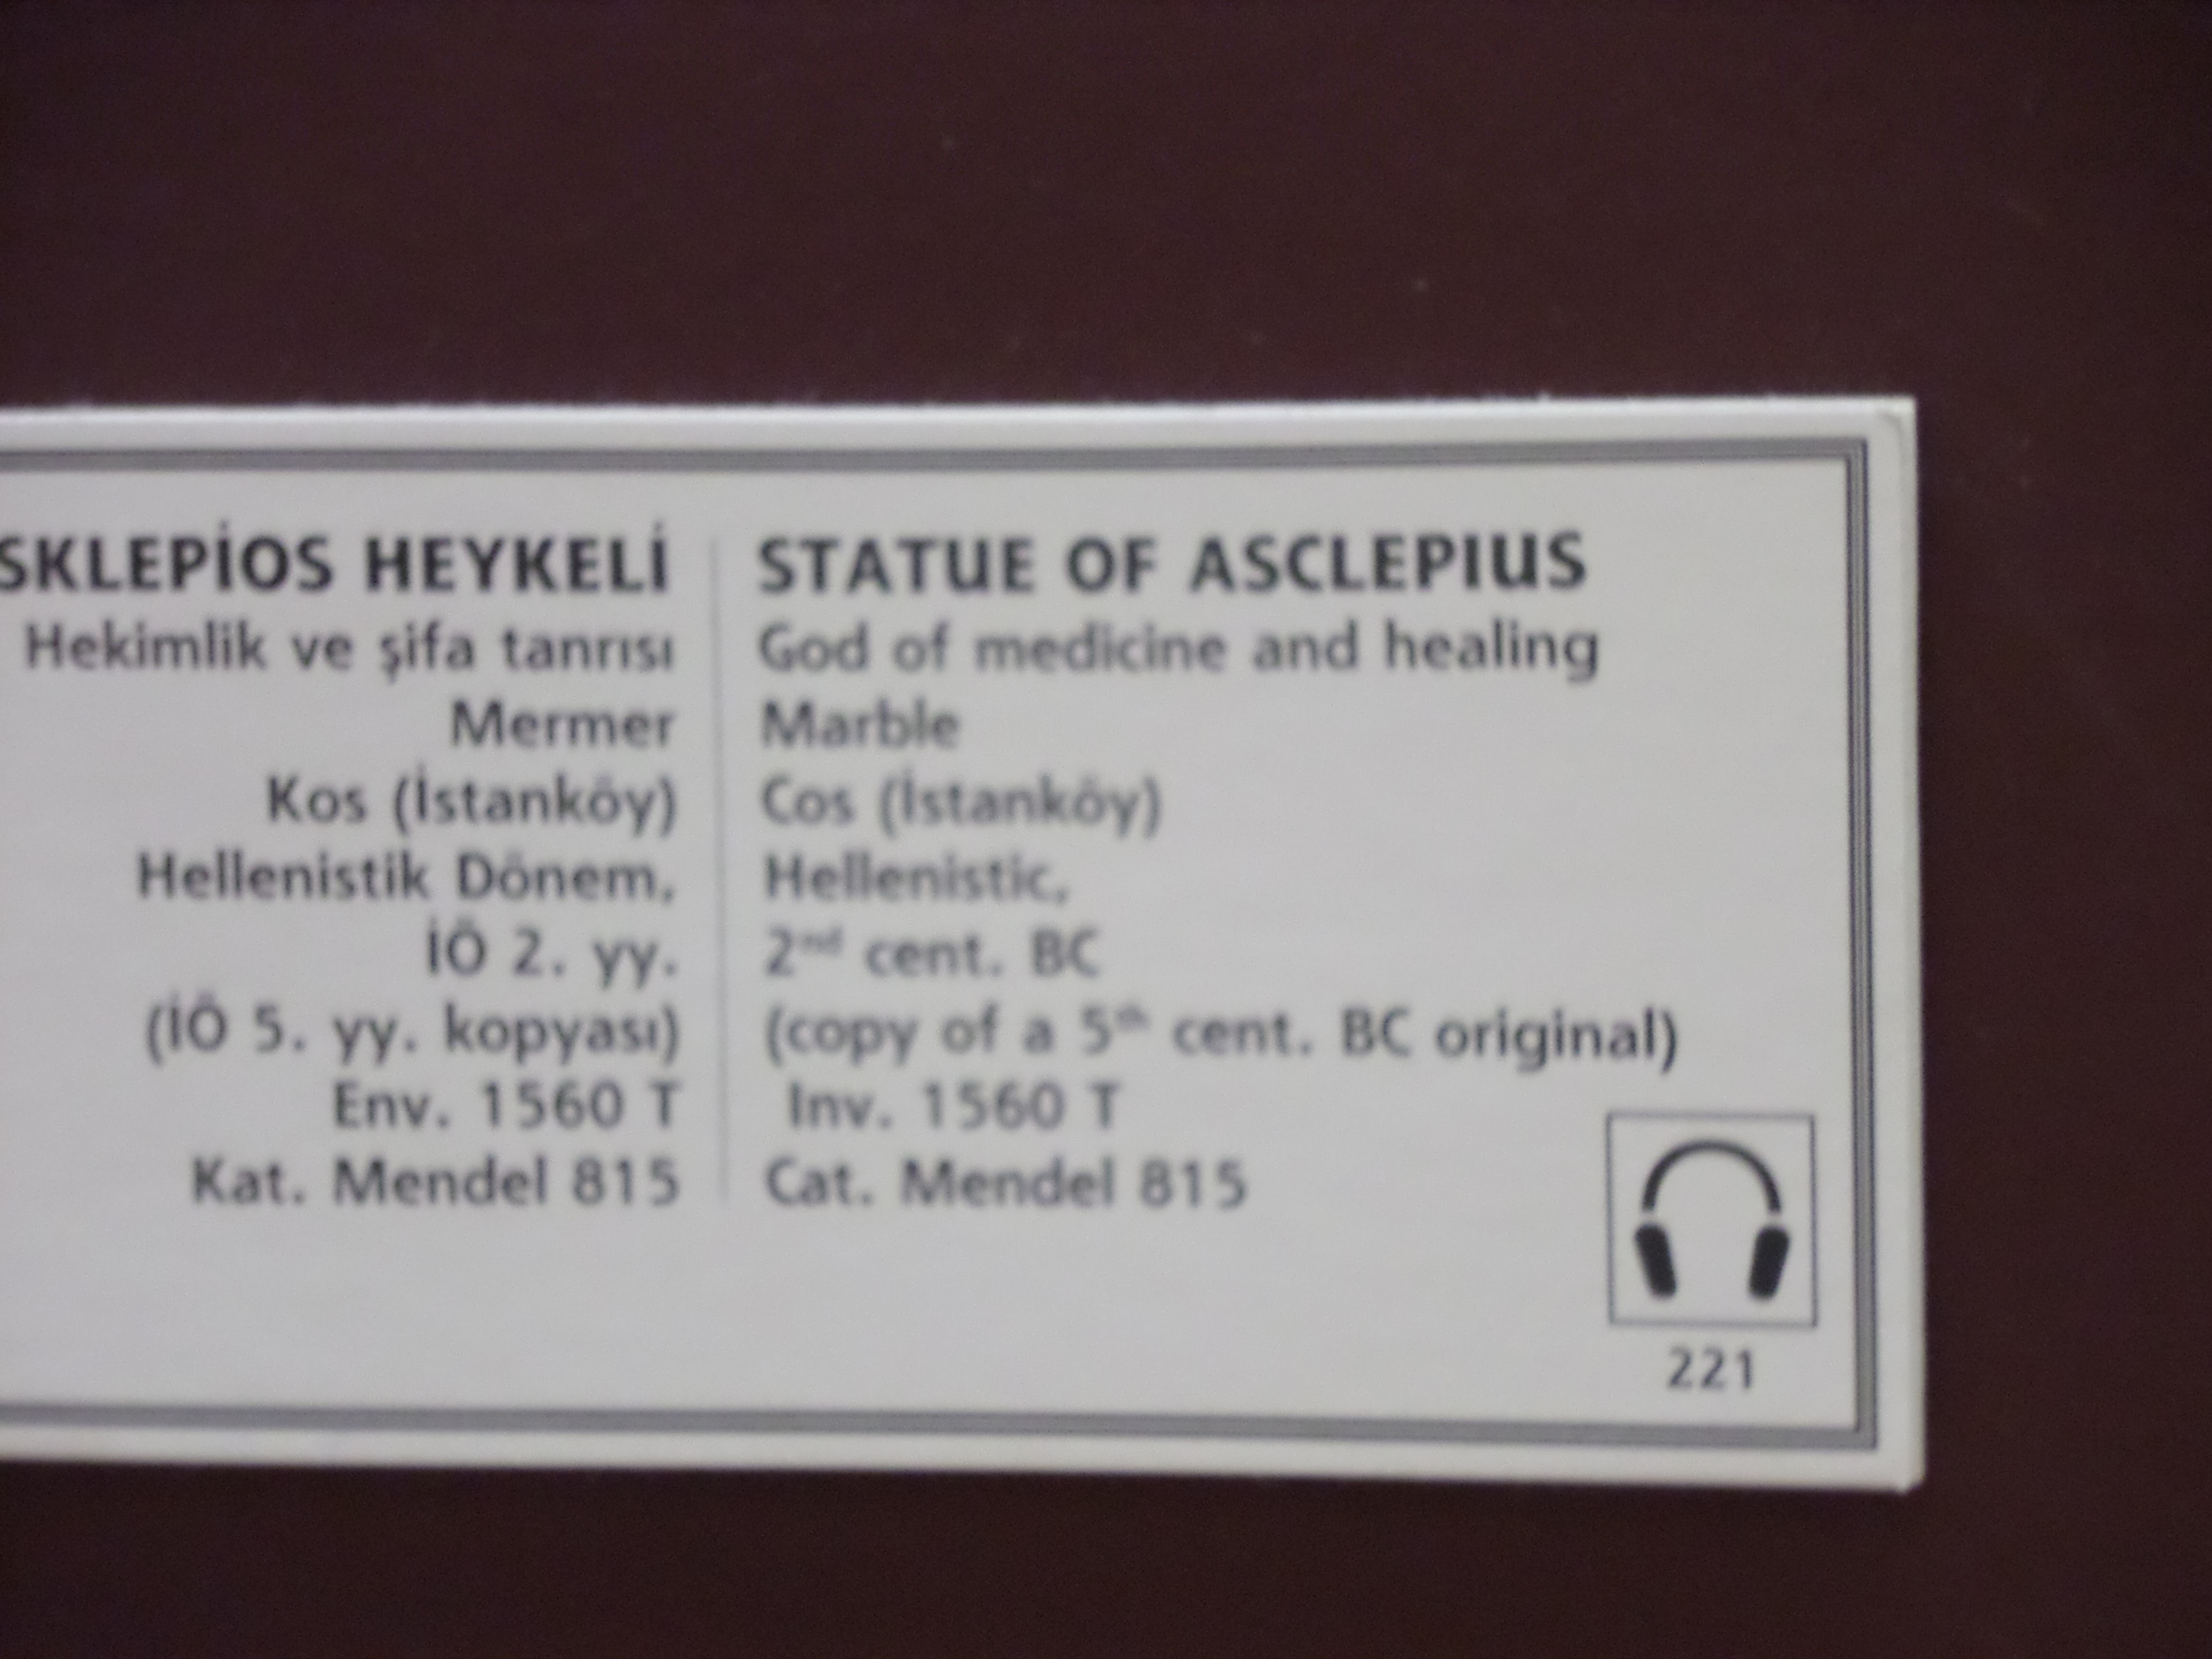 SKLEPİOS HEYKELİ
Hekimlik ve şifa tanrısı
Mermer
Kos (İstanköy)
Hellenistik Dönem,
İÖ 2. yy.
(İÖ 5. yy. kopyası)
Env. 1560 T
Kat. Mendel 815
STATUE OF ASCLEPIUS
God of medicine and healing
Marble
Cos (İstanköy)
Hellenistic,
2nd cent. BC
(copy of a 5th cent. BC original)
Inv. 1560 T
Cat. Mendel 815
221